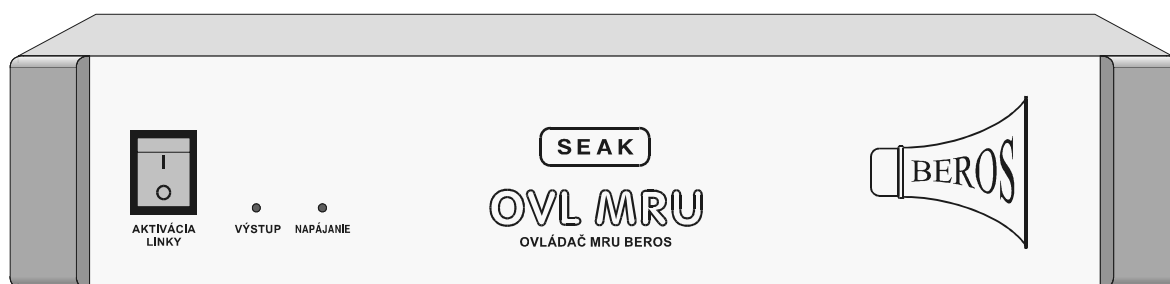 SEAK
BEROS
OVL MRU
OVLÁDAČ MRU BEROS
AKTIVÁCIA
LINKY
VÝSTUP
NAPÁJANIE
I
O